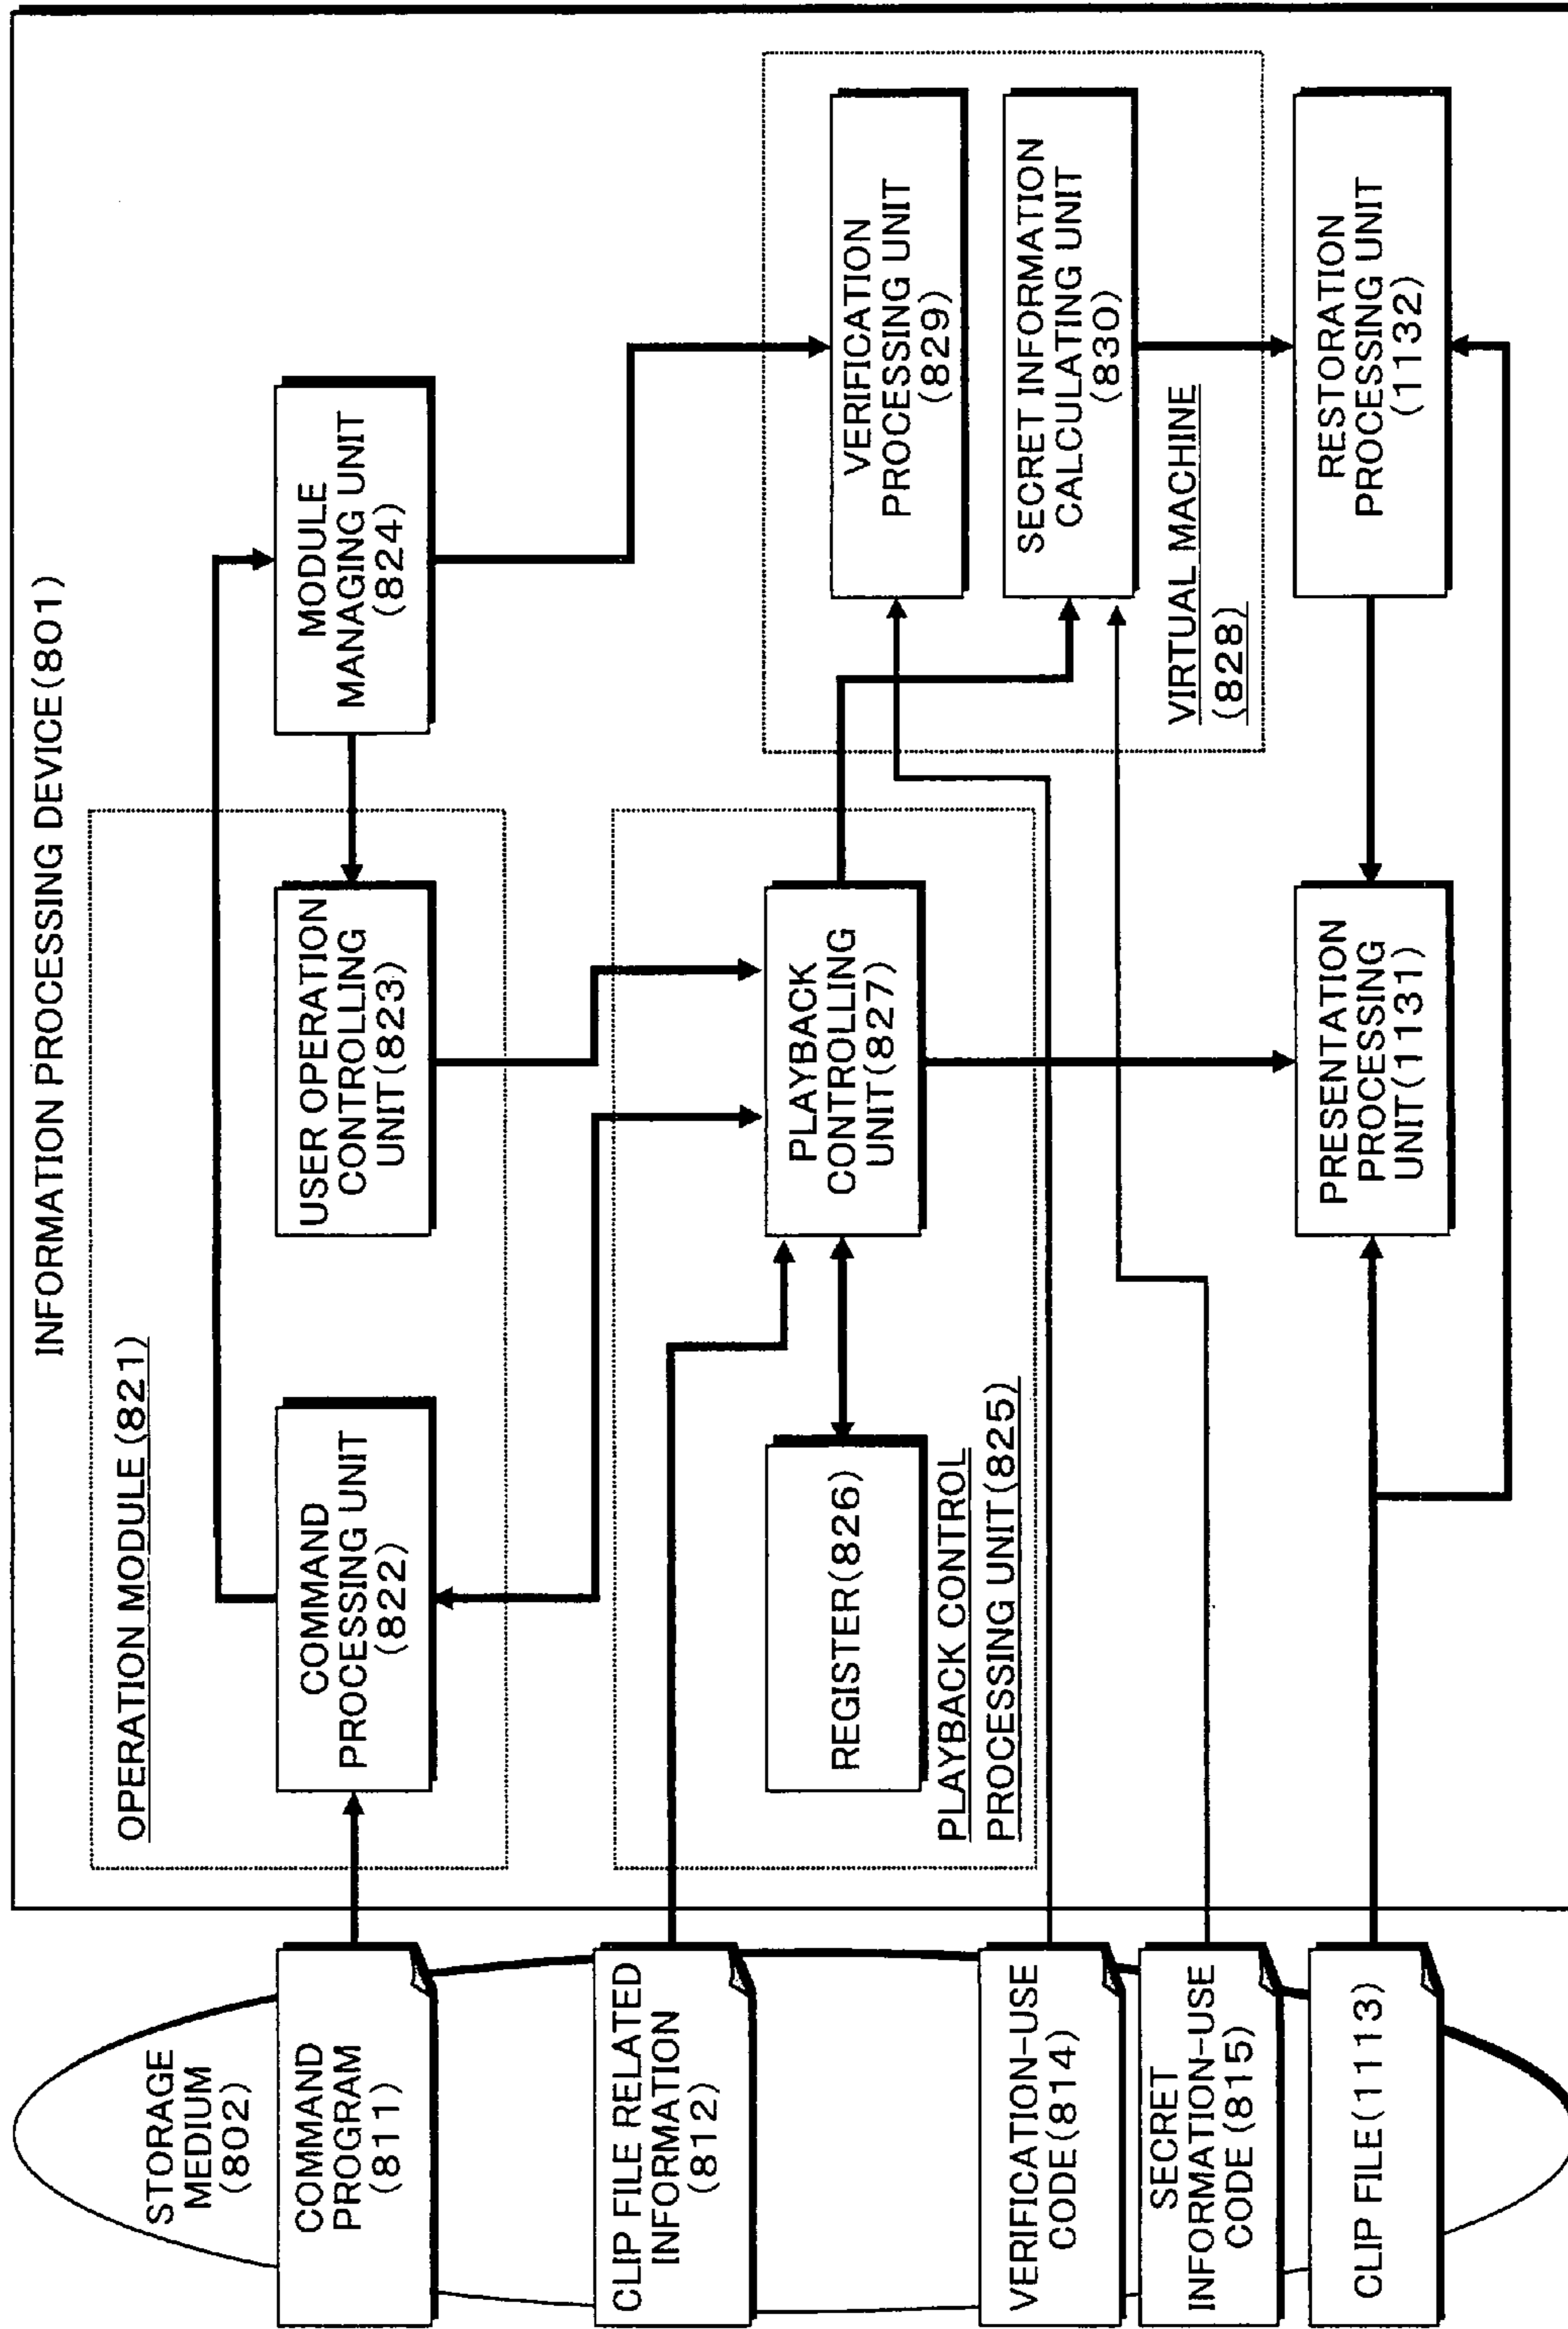 INFORMATION PROCESSING DEVICE(801)
STORAGE
MEDIUM
(802)
COMMAND
PROGRAM
(811)
CLIP FILE RELATED
INFORMATION
(812)
VERIFICATION-USE
CODE(814)
SECRET
INFORMATION-USE
CODE(815)
CLIP FILE(1113)
OPERATION MODULE(821)
COMMAND
PROCESSING UNIT
(822)
USER OPERATION
CONTROLLING
UNIT(823)
MODULE
MANAGING UNIT
(824)
REGISTER(826)
PLAYBACK CONTROL
PROCESSING UNIT(825)
PLAYBACK
CONTROLLING
UNIT(827)
VERIFICATION
PROCESSING UNIT
(829)
SECRET INFORMATION
CALCULATING UNIT
(830)
VIRTUAL MACHINE
(828)
PRESENTATION
PROCESSING
UNIT(1131)
RESTORATION
PROCESSING UNIT
(1132)